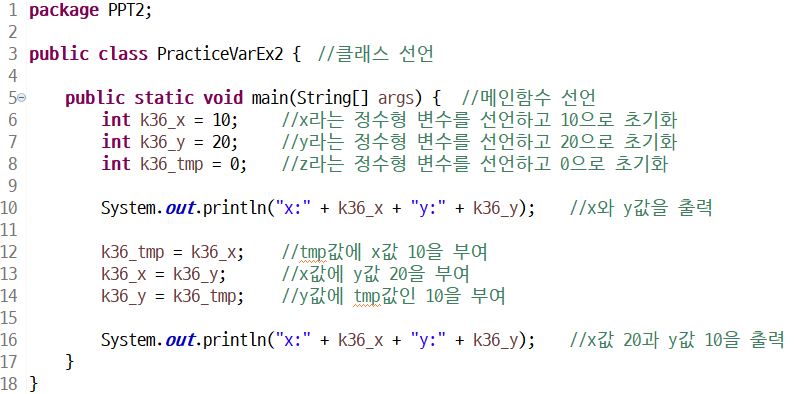 1 package PPT2;
2
3 public class PracticeVarEx2 { //클래스 선언
4
5 public static void main(String[] args) { //메인함수 선언
6 int k36_x = 10; //x라는 정수형 변수를 선언하고 10으로 초기화
7 int k36_y = 20; //y라는 정수형 변수를 선언하고 20으로 초기화
8 int k36_tmp = 0; //z라는 정수형 변수를 선언하고 0으로 초기화
9
10 System.out.println("x:" + k36_x + "y:" + k36_y); //x와 y값을 출력
11
12 k36_tmp = k36_x; //tmp값에 x값 10을 부여
13 k36_x = k36_y; //x값에 y값 20을 부여
14 k36_y = k36_tmp; //y값에 tmp값인 10을 부여
15
16 System.out.println("x:" + k36_x + "y:" + k36_y); //x값 20과 y값 10을 출력
17 }
18 }